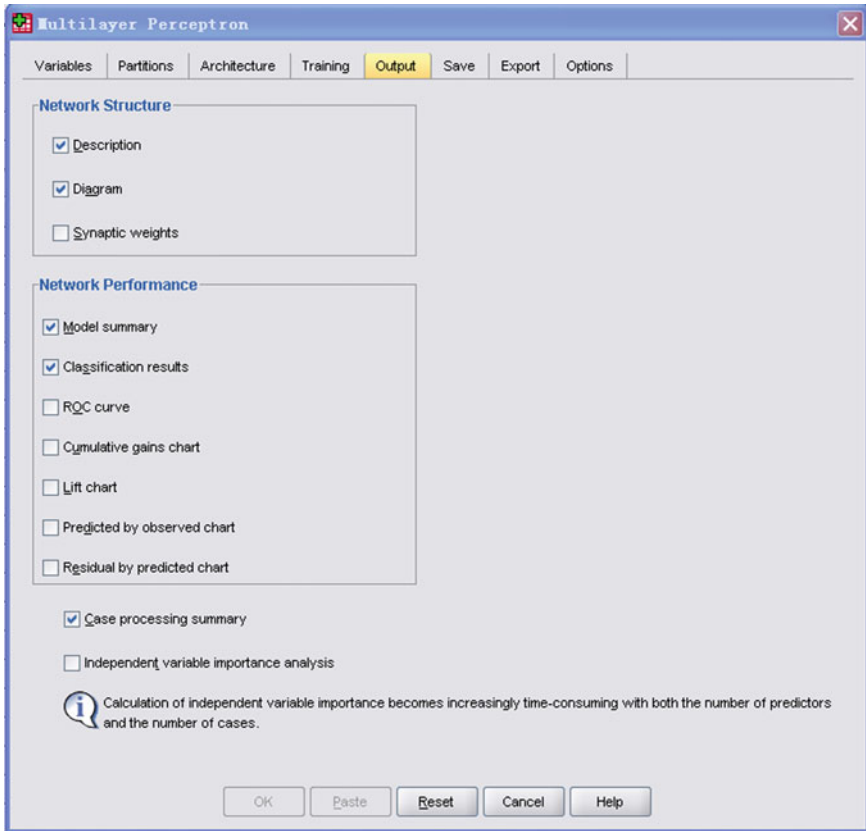 Multilayer Perceptron
Variables Partitions Architecture Training Output Save Export Options
Network Structure
Description
Diagram
Synaptic weights
Network Performance
Model summary
Classification results
ROC curve
Cumulative gains chart
Lift chart
Predicted by observed chart
Residual by predicted chart
Case processing summary
Independent variable importance analysis
Calculation of independent variable importance becomes increasingly time-consuming with both the number of predictors
and the number of cases.
OK Paste Reset Cancel Help